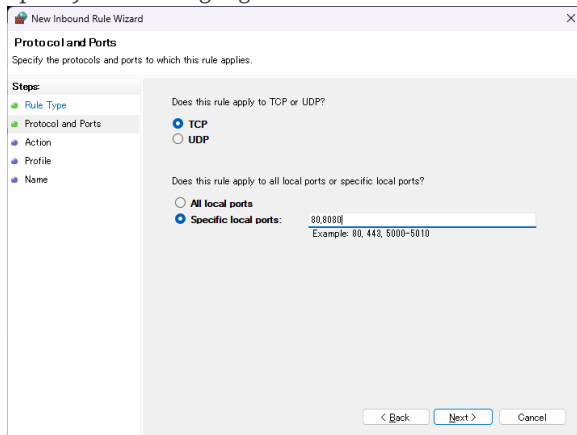 New Inbound Rule Wizard
Protocol and Ports
Specify the protocols and ports to which this rule applies.
Steps:
Rule Type
Protocol and Ports
Action
Profile
Name
Does this rule apply to TCP or UDP?
TCP
UDP
Does this rule apply to all local ports or specific local ports?
All local ports
Specific local ports:
80,8080
Example: 80, 443, 5000-5010
< Back
Next >
Cancel